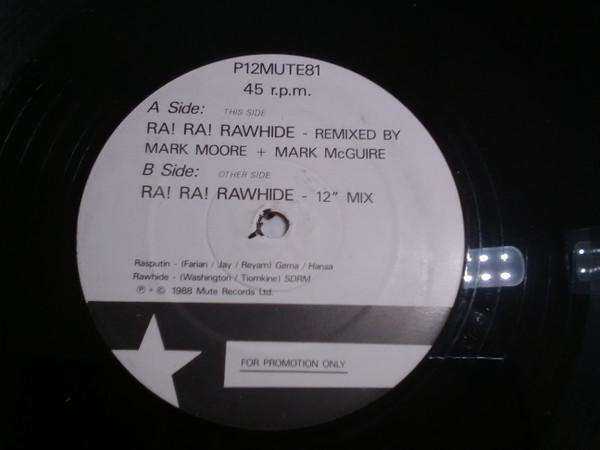 P12MUTE81
45 r.p.m.
A Side: THIS SIDE
RA! RA! RAWHIDE - REMIXED BY
MARK MOORE + MARK McGUIRE
B Side: OTHER SIDE
RA! RA! RAWHIDE - 12" MIX
Rasputin - (Farian / Jay / Reyam) Gema / Hansa
Rawhide - (Washington / Tiomkine) SDRM
℗ + © 1988 Mute Records Ltd.
FOR PROMOTION ONLY